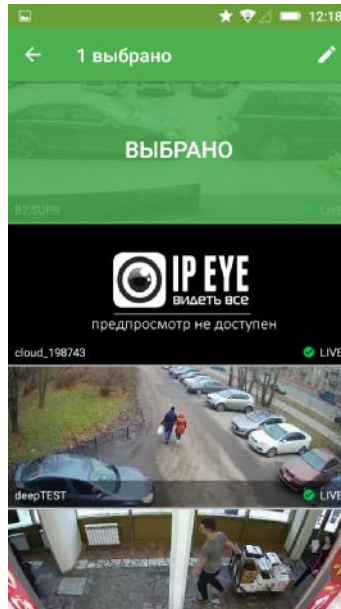 12:18
1 выбрано
ВЫБРАНО
B2-SUPR
LIVE
IP EYE
ВИДЕТЬ ВСЕ
предпросмотр не доступен
cloud_198743
LIVE
deepTEST
LIVE